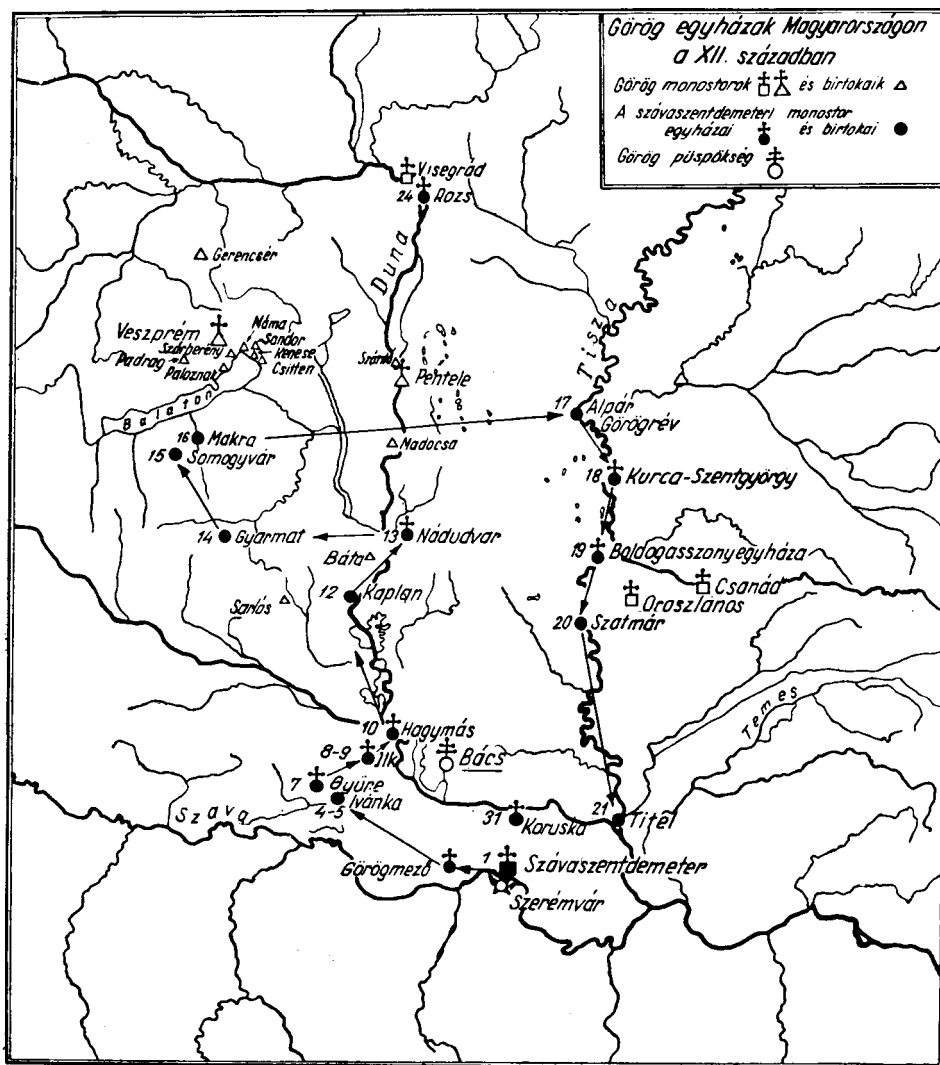 Görög egyházak Magyarországon
a XII. században
Görög monostorok és birtokaik
A szávaszentdemeteri monostor
egyházai és birtokai
Görög püspökség
Visegrád
24 Rozs
Duna
Tisza
Gerencsér
Veszprém
Máma
Sándor
Kenese
Csitten
Szárberény
Padrag
Paloznak
Balaton
Szántó
Pentele
Nadocsa
16 Makra
15 Somogyvár
17 Alpár
Görögrév
18 Kurca-Szentgyörgy
14 Gyarmat
13 Nádudvar
19 Boldogasszonyegyháza
Báta
12 Kaplan
Csanád
Oroszlános
Sarlós
20 Szatmár
Temes
10 Hagymás
8-9 Ilk
Bács
7 Gyüre
4-5 Ivánka
Száva
31 Koruska
21 Titel
Görögmező
1 Szávaszentdemeter
Szerémvár